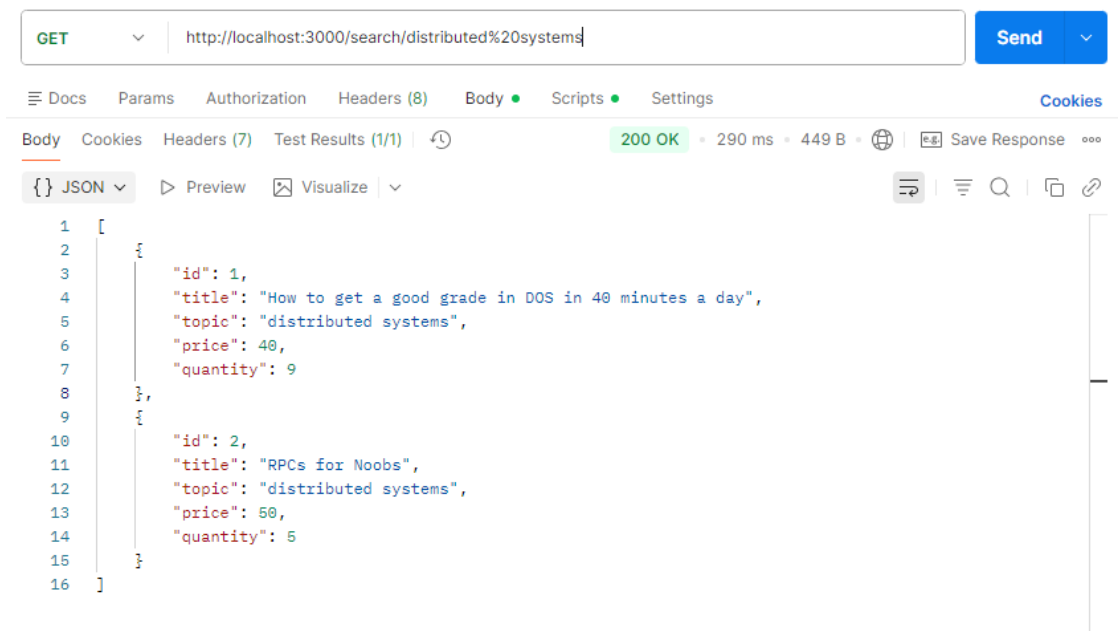 GET http://localhost:3000/search/distributed%20systems Send
Docs Params Authorization Headers (8) Body Scripts Settings Cookies
Body Cookies Headers (7) Test Results (1/1) 200 OK 290 ms 449 B e.g. Save Response
{} JSON Preview Visualize
1 [
2 {
3 "id": 1,
4 "title": "How to get a good grade in DOS in 40 minutes a day",
5 "topic": "distributed systems",
6 "price": 40,
7 "quantity": 9
8 },
9 {
10 "id": 2,
11 "title": "RPCs for Noobs",
12 "topic": "distributed systems",
13 "price": 50,
14 "quantity": 5
15 }
16 ]